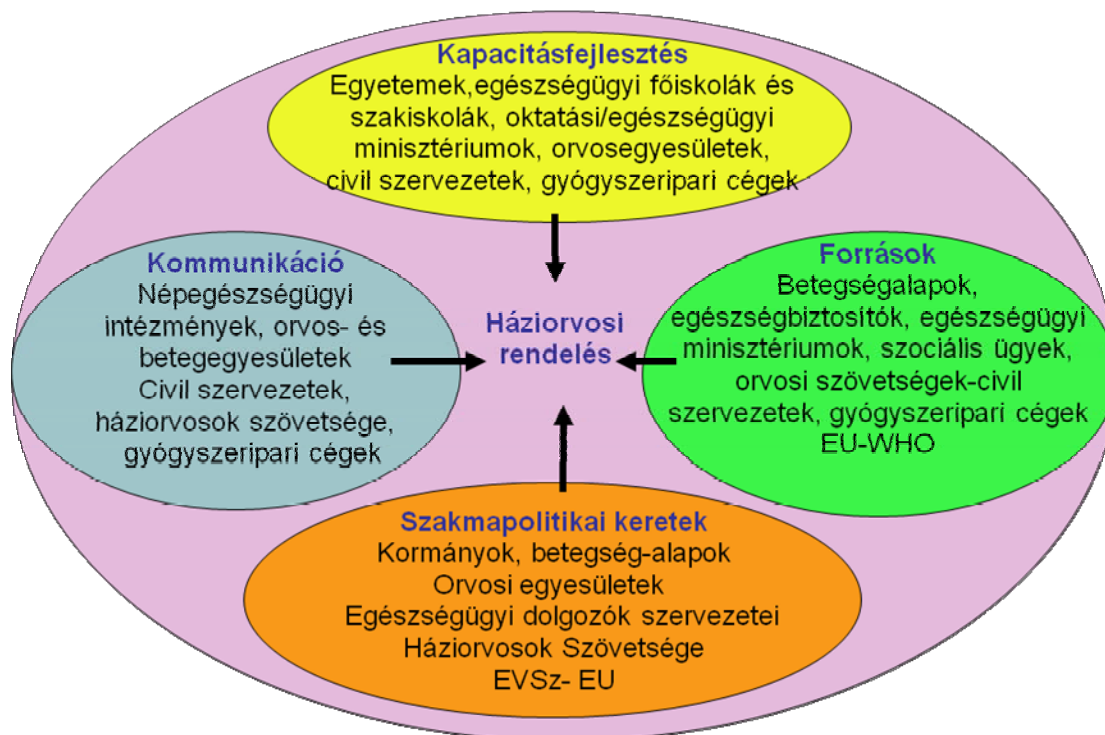 Kapacitásfejlesztés
Egyetemek,egészségügyi főiskolák és
szakiskolák, oktatási/egészségügyi
minisztériumok, orvosegyesületek,
civil szervezetek, gyógyszeripari cégek
Kommunikáció
Népegészségügyi
intézmények, orvos- és
betegegyesületek
Civil szervezetek,
háziorvosok szövetsége,
gyógyszeripari cégek
Háziorvosi
rendelés
Források
Betegségalapok,
egészségbiztosítók, egészségügyi
minisztériumok, szociális ügyek,
orvosi szövetségek-civil
szervezetek, gyógyszeripari cégek
EU-WHO
Szakmapolitikai keretek
Kormányok, betegség-alapok
Orvosi egyesületek
Egészségügyi dolgozók szervezetei
Háziorvosok Szövetsége
EVSz- EU